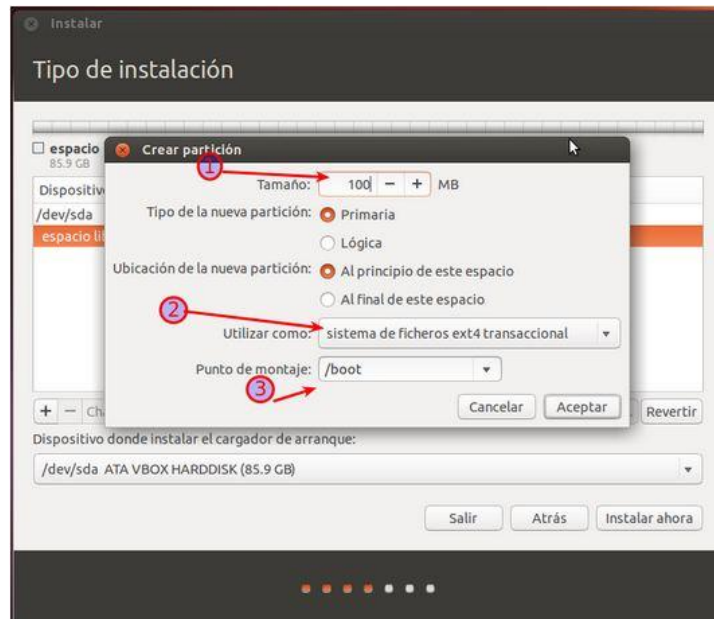 Instalar
Tipo de instalación
espacio
85.9 GB
Crear partición
1
Tamaño: 100 − + MB
Dispositiv
/dev/sda
espacio li
Tipo de la nueva partición: Primaria
Lógica
Ubicación de la nueva partición: Al principio de este espacio
Al final de este espacio
2
Utilizar como: sistema de ficheros ext4 transaccional
Punto de montaje: /boot
3
Cancelar Aceptar
+ − Ch Revertir
Dispositivo donde instalar el cargador de arranque:
/dev/sda ATA VBOX HARDDISK (85.9 GB)
Salir Atrás Instalar ahora